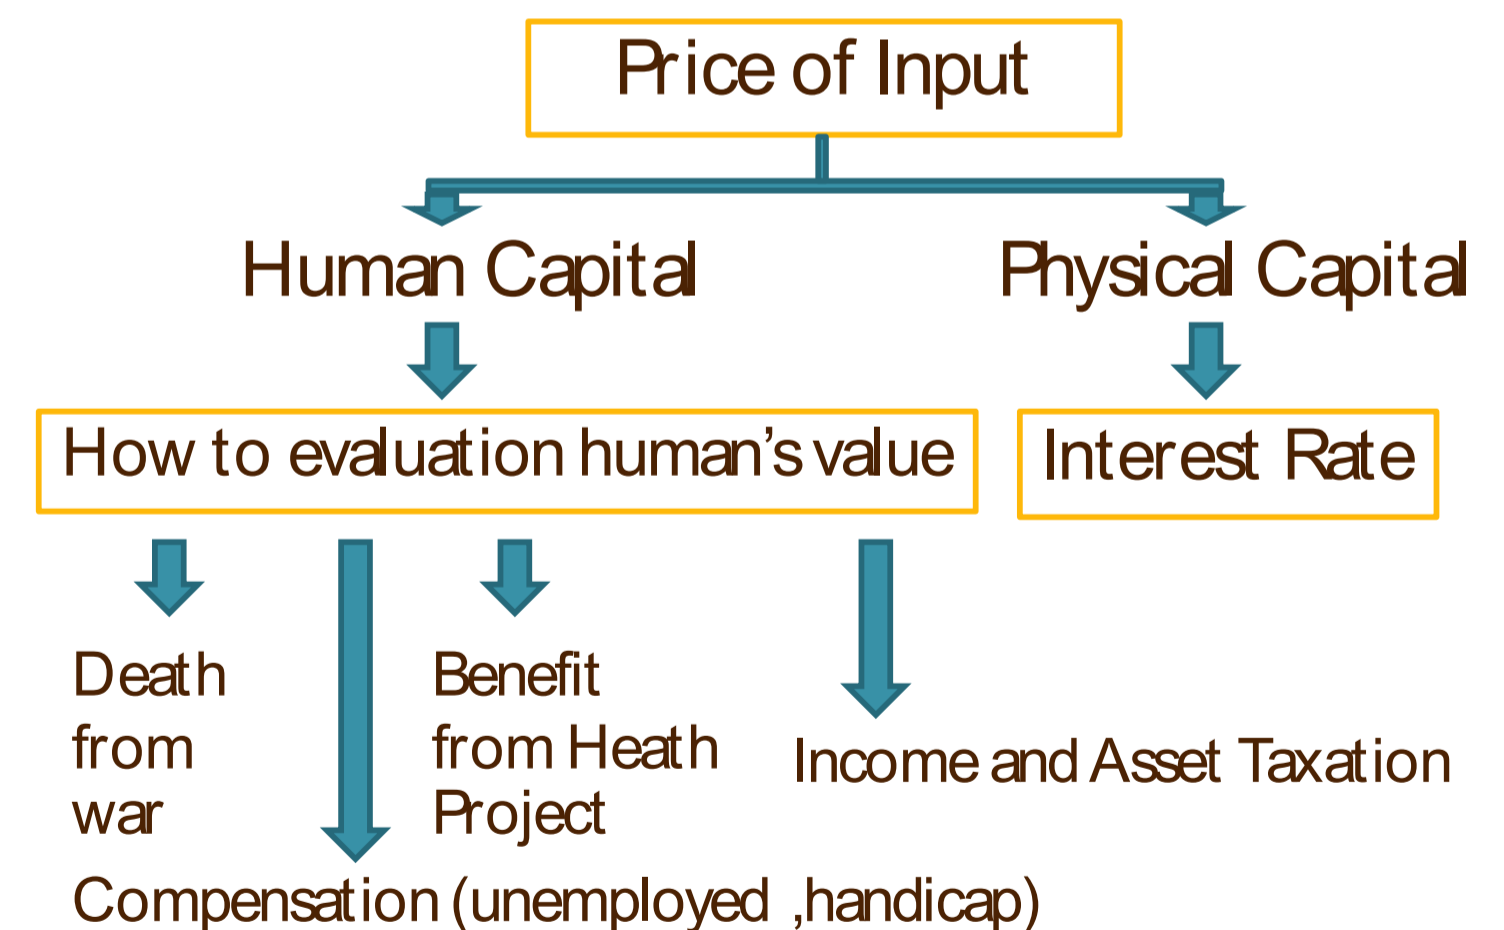 Price of Input
Human Capital
Physical Capital
How to evaluation human's value
Interest Rate
Death
from
war
Benefit
from Heath
Project
Income and Asset Taxation
Compensation (unemployed ,handicap)